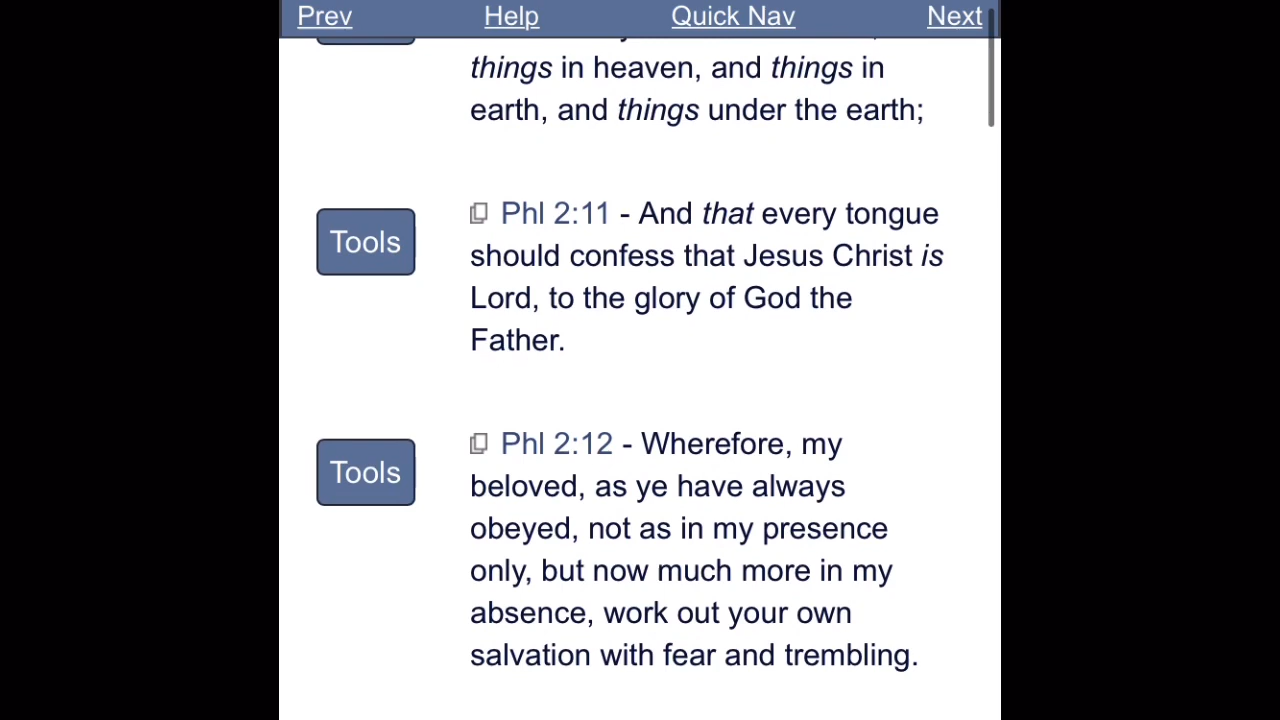 Prev Help Quick Nav Next
things in heaven, and things in
earth, and things under the earth;
Tools
Phl 2:11 - And that every tongue
should confess that Jesus Christ is
Lord, to the glory of God the
Father.
Tools
Phl 2:12 - Wherefore, my
beloved, as ye have always
obeyed, not as in my presence
only, but now much more in my
absence, work out your own
salvation with fear and trembling.